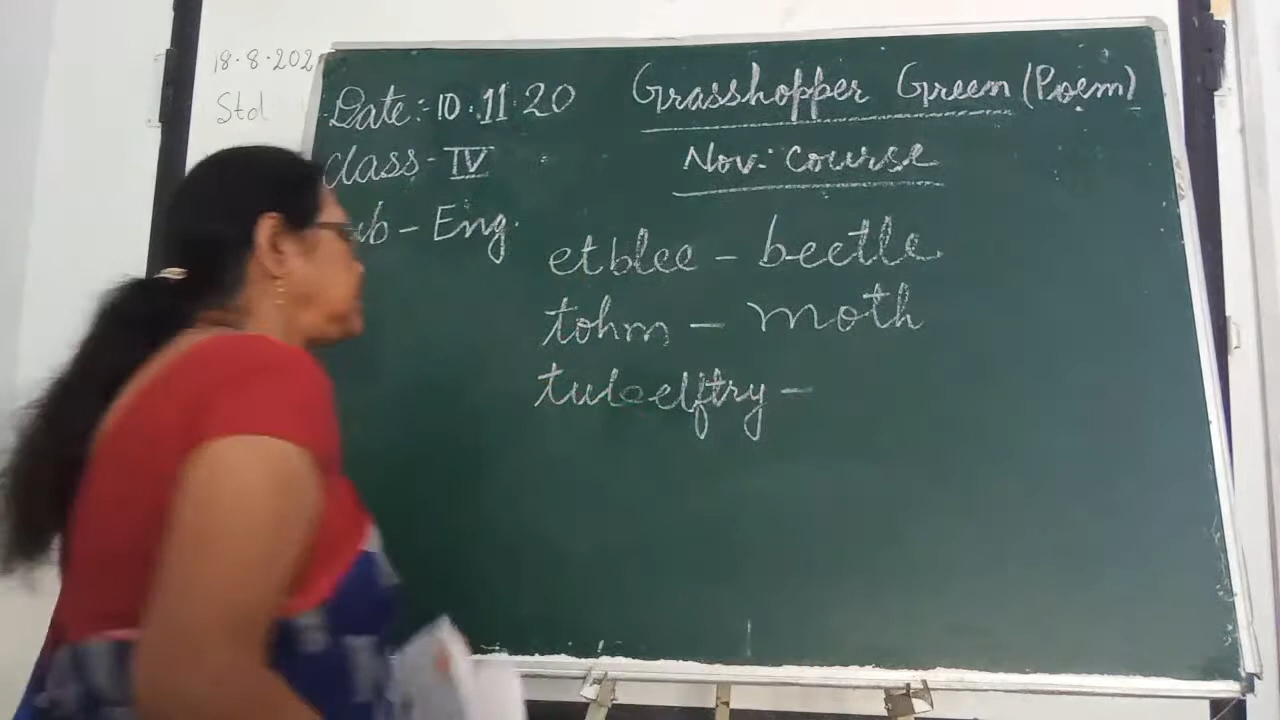 18.8.202
Std
Date:- 10.11.20
Grasshopper Green (Poem)
Class - IV
Nov: Course
ub - Eng.
etblee - beetle
tohm - moth
tubelftry -